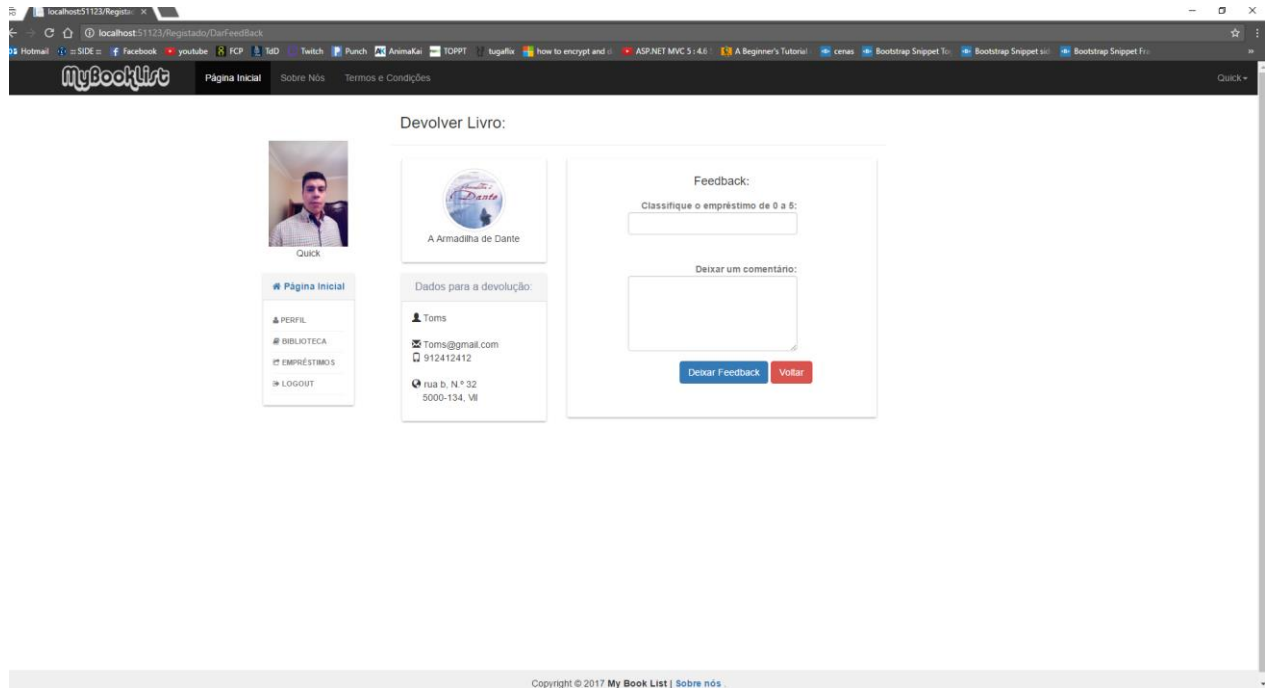 localhost:51123/Registac
localhost:51123/Registado/DarFeedBack
Hotmail :: SIDE :: Facebook youtube FCP TdD Twitch Punch AnimaKai TOPPT tugaflix how to encrypt and d ASP.NET MVC 5 : 4.6 A Beginner's Tutorial cenas Bootstrap Snippet Bootstrap Snippet sid Bootstrap Snippet
MyBookList Página Inicial Sobre Nós Termos e Condições Quick
Devolver Livro:
Quick
Página Inicial
PERFIL
BIBLIOTECA
EMPRÉSTIMOS
LOGOUT
Dante
A Armadilha de Dante
Dados para a devolução:
Toms
Toms@gmail.com
912412412
rua b, N.º 32
5000-134, Vil
Feedback:
Classifique o empréstimo de 0 a 5:
Deixar um comentário:
Deixar Feedback Voltar
Copyright © 2017 My Book List | Sobre nós .